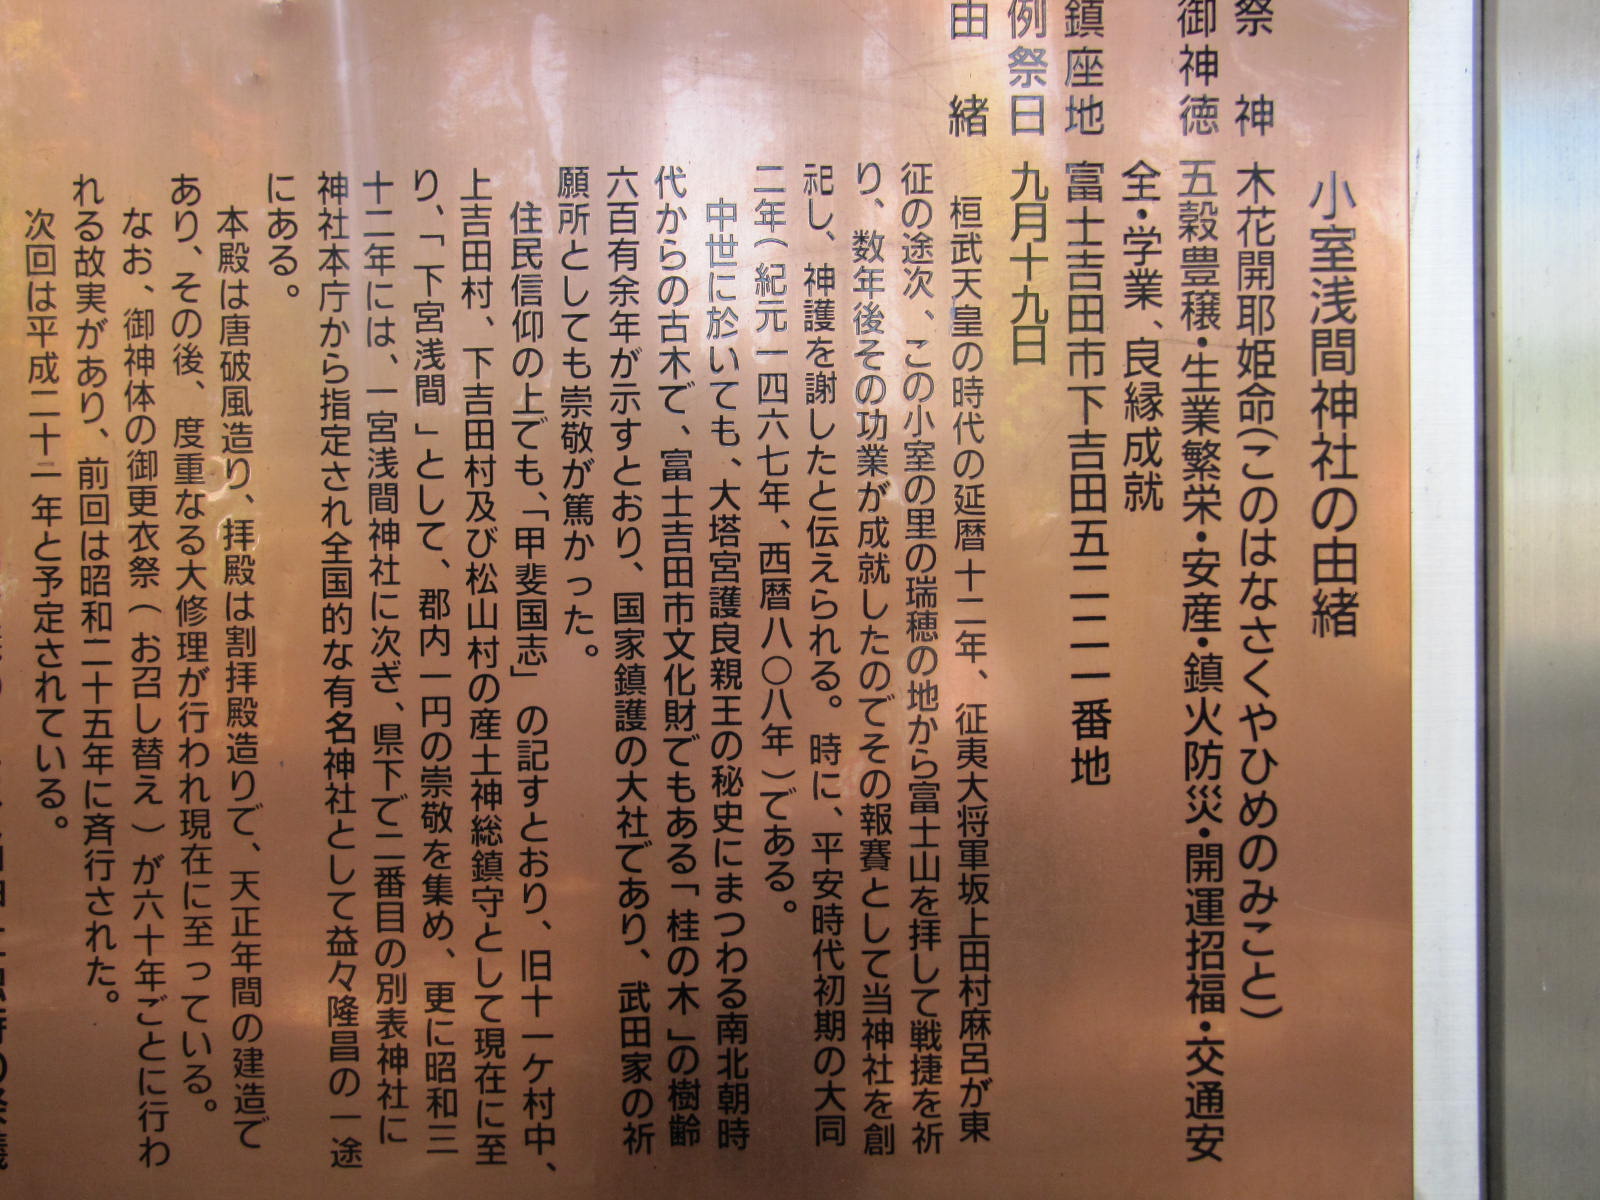 小室浅間神社の由緒
祭神 木花開耶姫命(このはなさくやひめのみこと)
御神徳 五穀豊穣・生業繁栄・安産・鎮火防災・開運招福・交通安
全・学業、良縁成就
鎮座地 富士吉田市下吉田五二二一番地
例祭日 九月十九日
由緒
桓武天皇の時代の延暦十二年、征夷大将軍坂上田村麻呂が東
征の途次、この小室の里の瑞穂の地から富士山を拝して戦捷を祈
り、数年後その功業が成就したのでその報賽として当神社を創
祀し、神護を謝したと伝えられる。時に、平安時代初期の大同
二年(紀元一四六七年、西暦八〇八年)である。
中世に於いても、大塔宮護良親王の秘史にまつわる南北朝時
代からの古木で、富士吉田市文化財でもある「桂の木」の樹齢
六百有余年が示すとおり、国家鎮護の大社であり、武田家の祈
願所としても崇敬が篤かった。
住民信仰の上でも、「甲斐国志」の記すとおり、旧十一ケ村中、
上吉田村、下吉田村及び松山村の産土神総鎮守として現在に至
り、「下宮浅間」として、郡内一円の崇敬を集め、更に昭和三
十二年には、一宮浅間神社に次ぎ、県下で二番目の別表神社に
神社本庁から指定され全国的な有名神社として益々隆昌の一途
にある。
本殿は唐破風造り、拝殿は割拝殿造りで、天正年間の建造で
あり、その後、度重なる大修理が行われ現在に至っている。
なお、御神体の御更衣祭(お召し替え)が六十年ごとに行わ
れる故実があり、前回は昭和二十五年に斉行された。
次回は平成二十二年と予定されている。